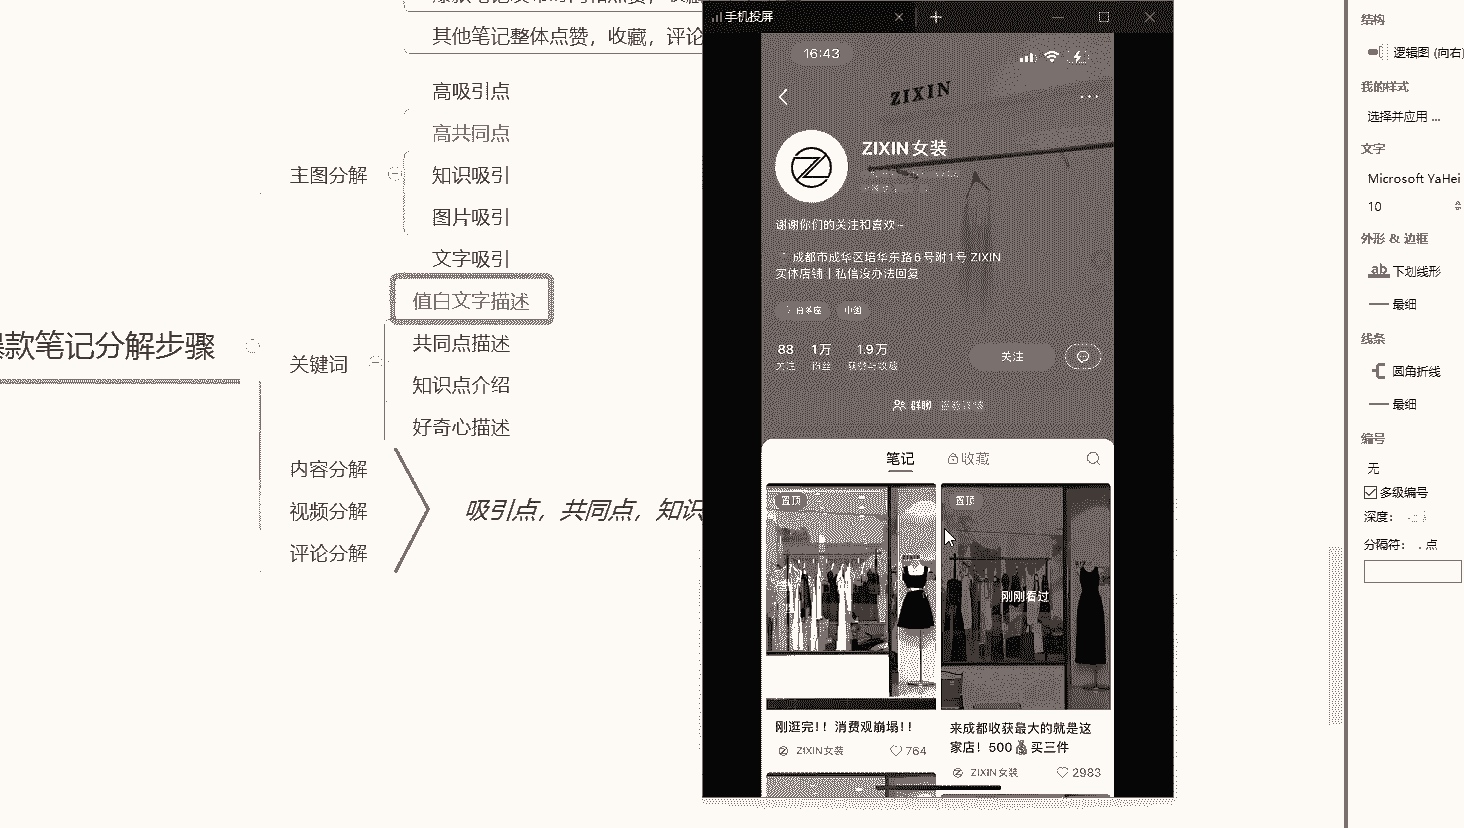 其他笔记整体点赞，收藏，评论
高吸引点
高共同点
主图分解
知识吸引
图片吸引
文字吸引
值白文字描述
款笔记分解步骤
关键词
共同点描述
知识点介绍
好奇心描述
内容分解
视频分解
评论分解
吸引点，共同点，知识
手机投屏
16:43
ZIXIN
ZIXIN女装
谢谢你们的关注和喜欢~
成都市成华区培华东路6号附1号 ZIXIN
实体店铺 | 私信没办法回复
88 1万 1.9万
关注 粉丝 获赞与收藏
关注
群聊
笔记
收藏
置顶
置顶
刚刚看过
刚逛完！！消费观崩塌！！
ZIXIN女装 764
来成都收获最大的就是这
家店！500💰买三件
ZIXIN女装 2983
结构
逻辑图 (向右)
我的样式
选择并应用 ...
文字
Microsoft YaHei
10
外形 & 边框
下划线形
最细
线条
圆角折线
最细
编号
无
多级编号
深度：
分隔符： . 点